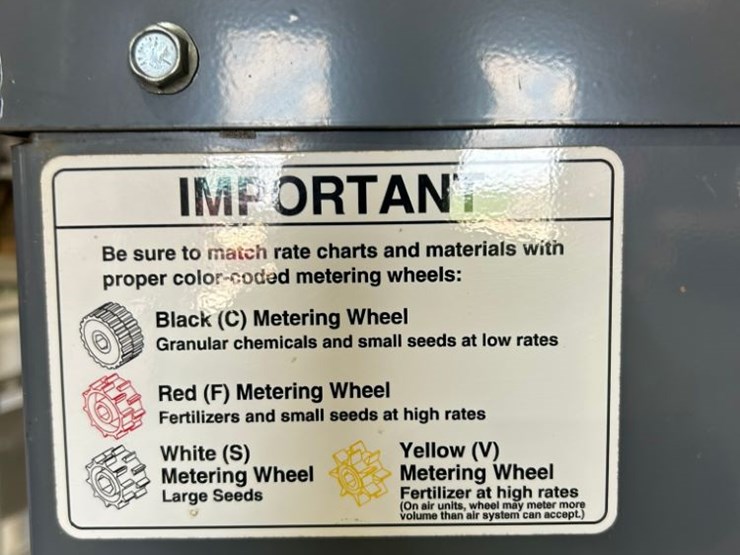 IMPORTANT
Be sure to match rate charts and materials with
proper color-coded metering wheels:
Black (C) Metering Wheel
Granular chemicals and small seeds at low rates
Red (F) Metering Wheel
Fertilizers and small seeds at high rates
White (S)
Metering Wheel
Large Seeds
Yellow (V)
Metering Wheel
Fertilizer at high rates
(On air units, wheel may meter more
volume than air system can accept.)